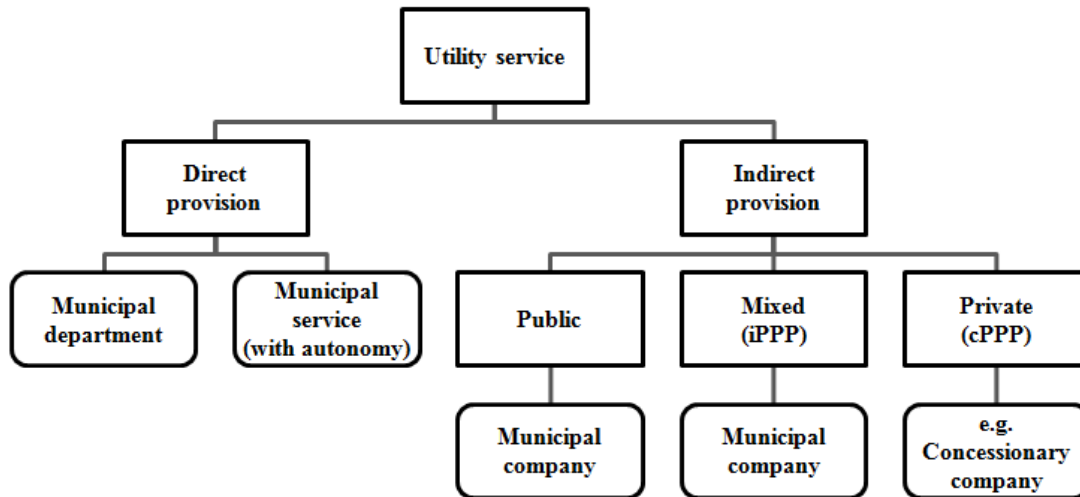 Utility service
Direct
provision
Indirect
provision
Municipal
department
Municipal
service
(with autonomy)
Public
Mixed
(iPPP)
Private
(cPPP)
Municipal
company
Municipal
company
e.g.
Concessionary
company